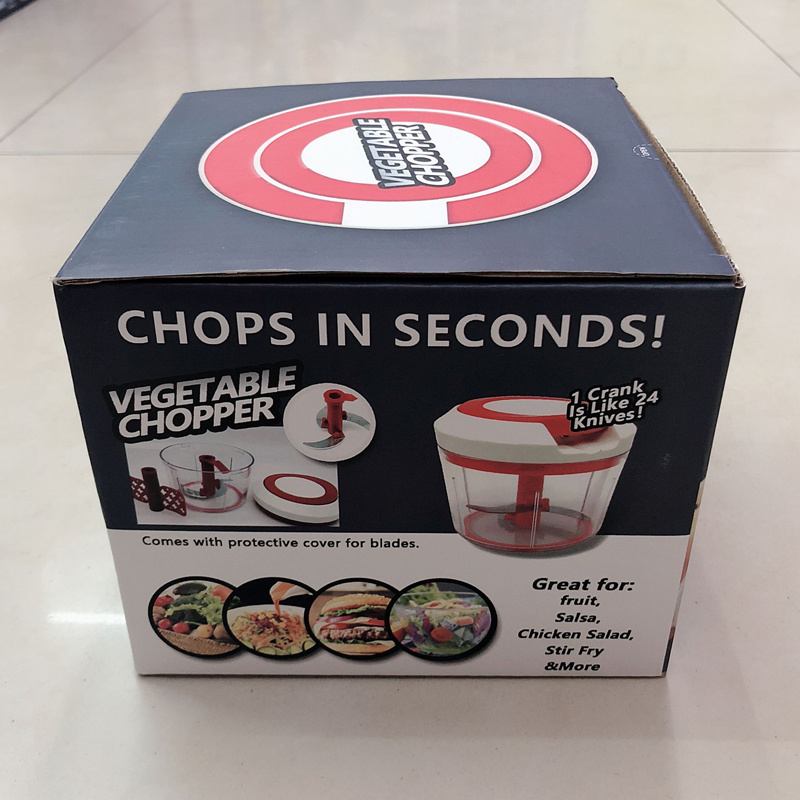 VEGETABLE
CHOPPER
CHOPS IN SECONDS!
VEGETABLE
CHOPPER
1 Crank
Is Like 24
Knives!
Comes with protective cover for blades.
Great for:
fruit,
Salsa,
Chicken Salad,
Stir Fry
&More